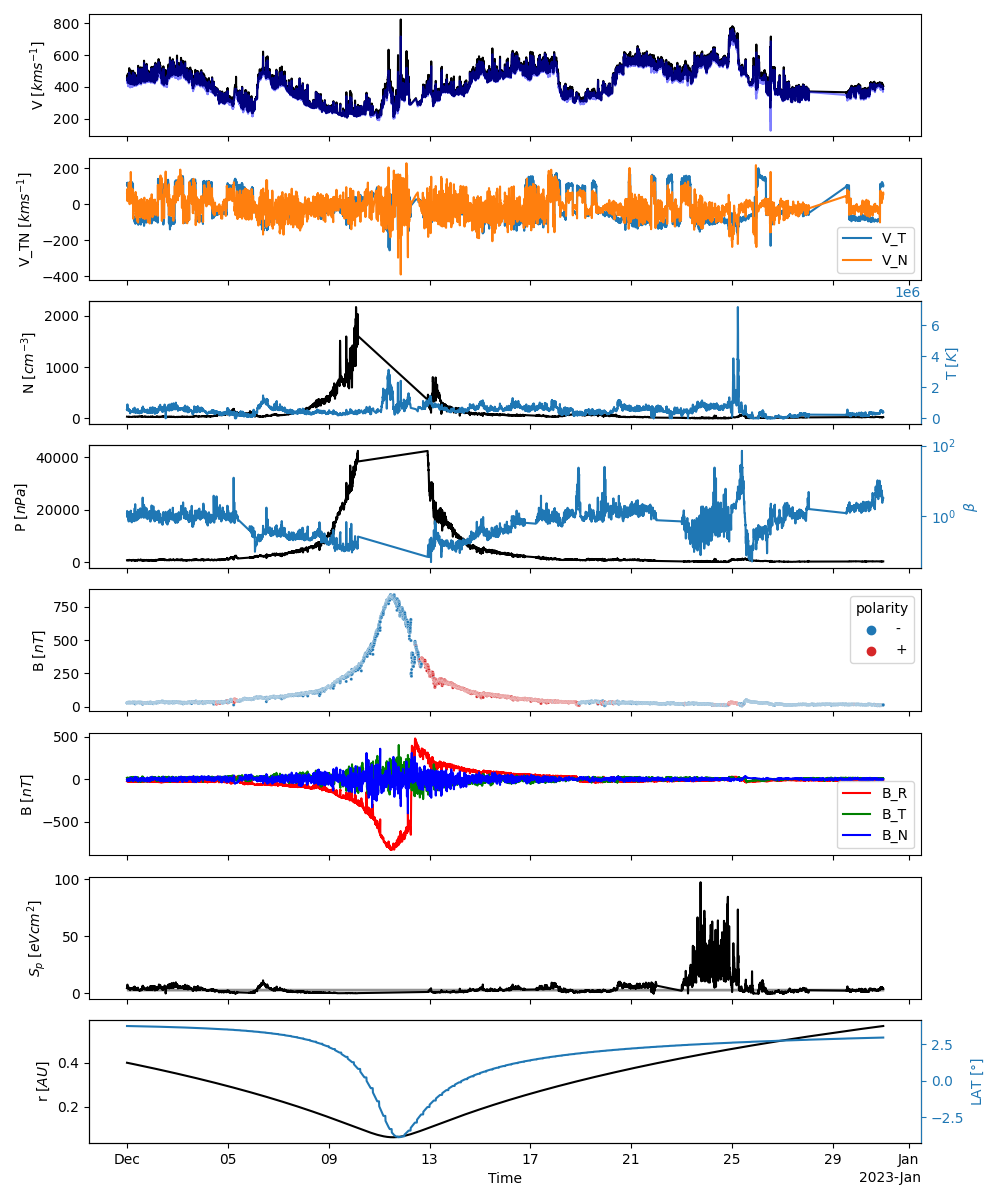 V [kms⁻¹]
800
600
400
200
V_TN [kms⁻¹]
200
0
−200
−400
V_T
V_N
N [cm⁻³]
2000
1000
0
1e6
6
4
2
0
T [K]
P [nPa]
40000
20000
0
10²
10⁰
β
B [nT]
750
500
250
0
polarity
-
+
B [nT]
500
0
−500
B_R
B_T
B_N
Sₚ [eVcm²]
100
50
0
r [AU]
0.4
0.2
2.5
0.0
−2.5
LAT [°]
Dec 05 09 13 17 21 25 29 Jan
Time
2023-Jan